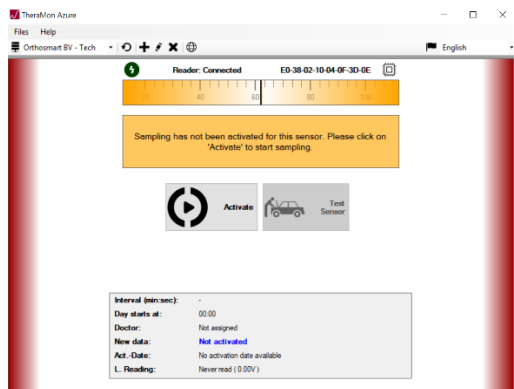 TheraMon Azure
Files Help
Orthosmart BV - Tech English
Reader: Connected E0-38-02-10-04-0F-3D-0E
20 40 60 80 100
Sampling has not been activated for this sensor. Please click on
'Activate' to start sampling.
Activate Test
Sensor
Interval (min:sec): -
Day starts at: 00:00
Doctor: Not assigned
New data: Not activated
Act.-Date: No activation date available
L. Reading: Never read ( 0.00V )